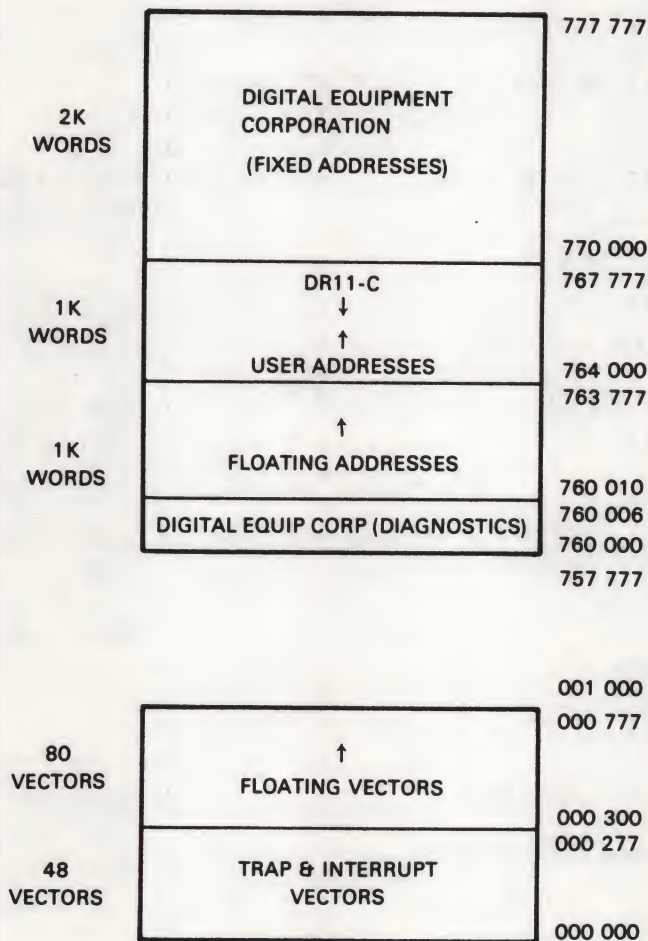 777 777
DIGITAL EQUIPMENT
CORPORATION
(FIXED ADDRESSES)
2K
WORDS
770 000
767 777
DR11-C
↓
↑
USER ADDRESSES
1K
WORDS
764 000
763 777
↑
FLOATING ADDRESSES
1K
WORDS
760 010
760 006
DIGITAL EQUIP CORP (DIAGNOSTICS)
760 000
757 777
001 000
000 777
80
VECTORS
↑
FLOATING VECTORS
000 300
000 277
48
VECTORS
TRAP & INTERRUPT
VECTORS
000 000